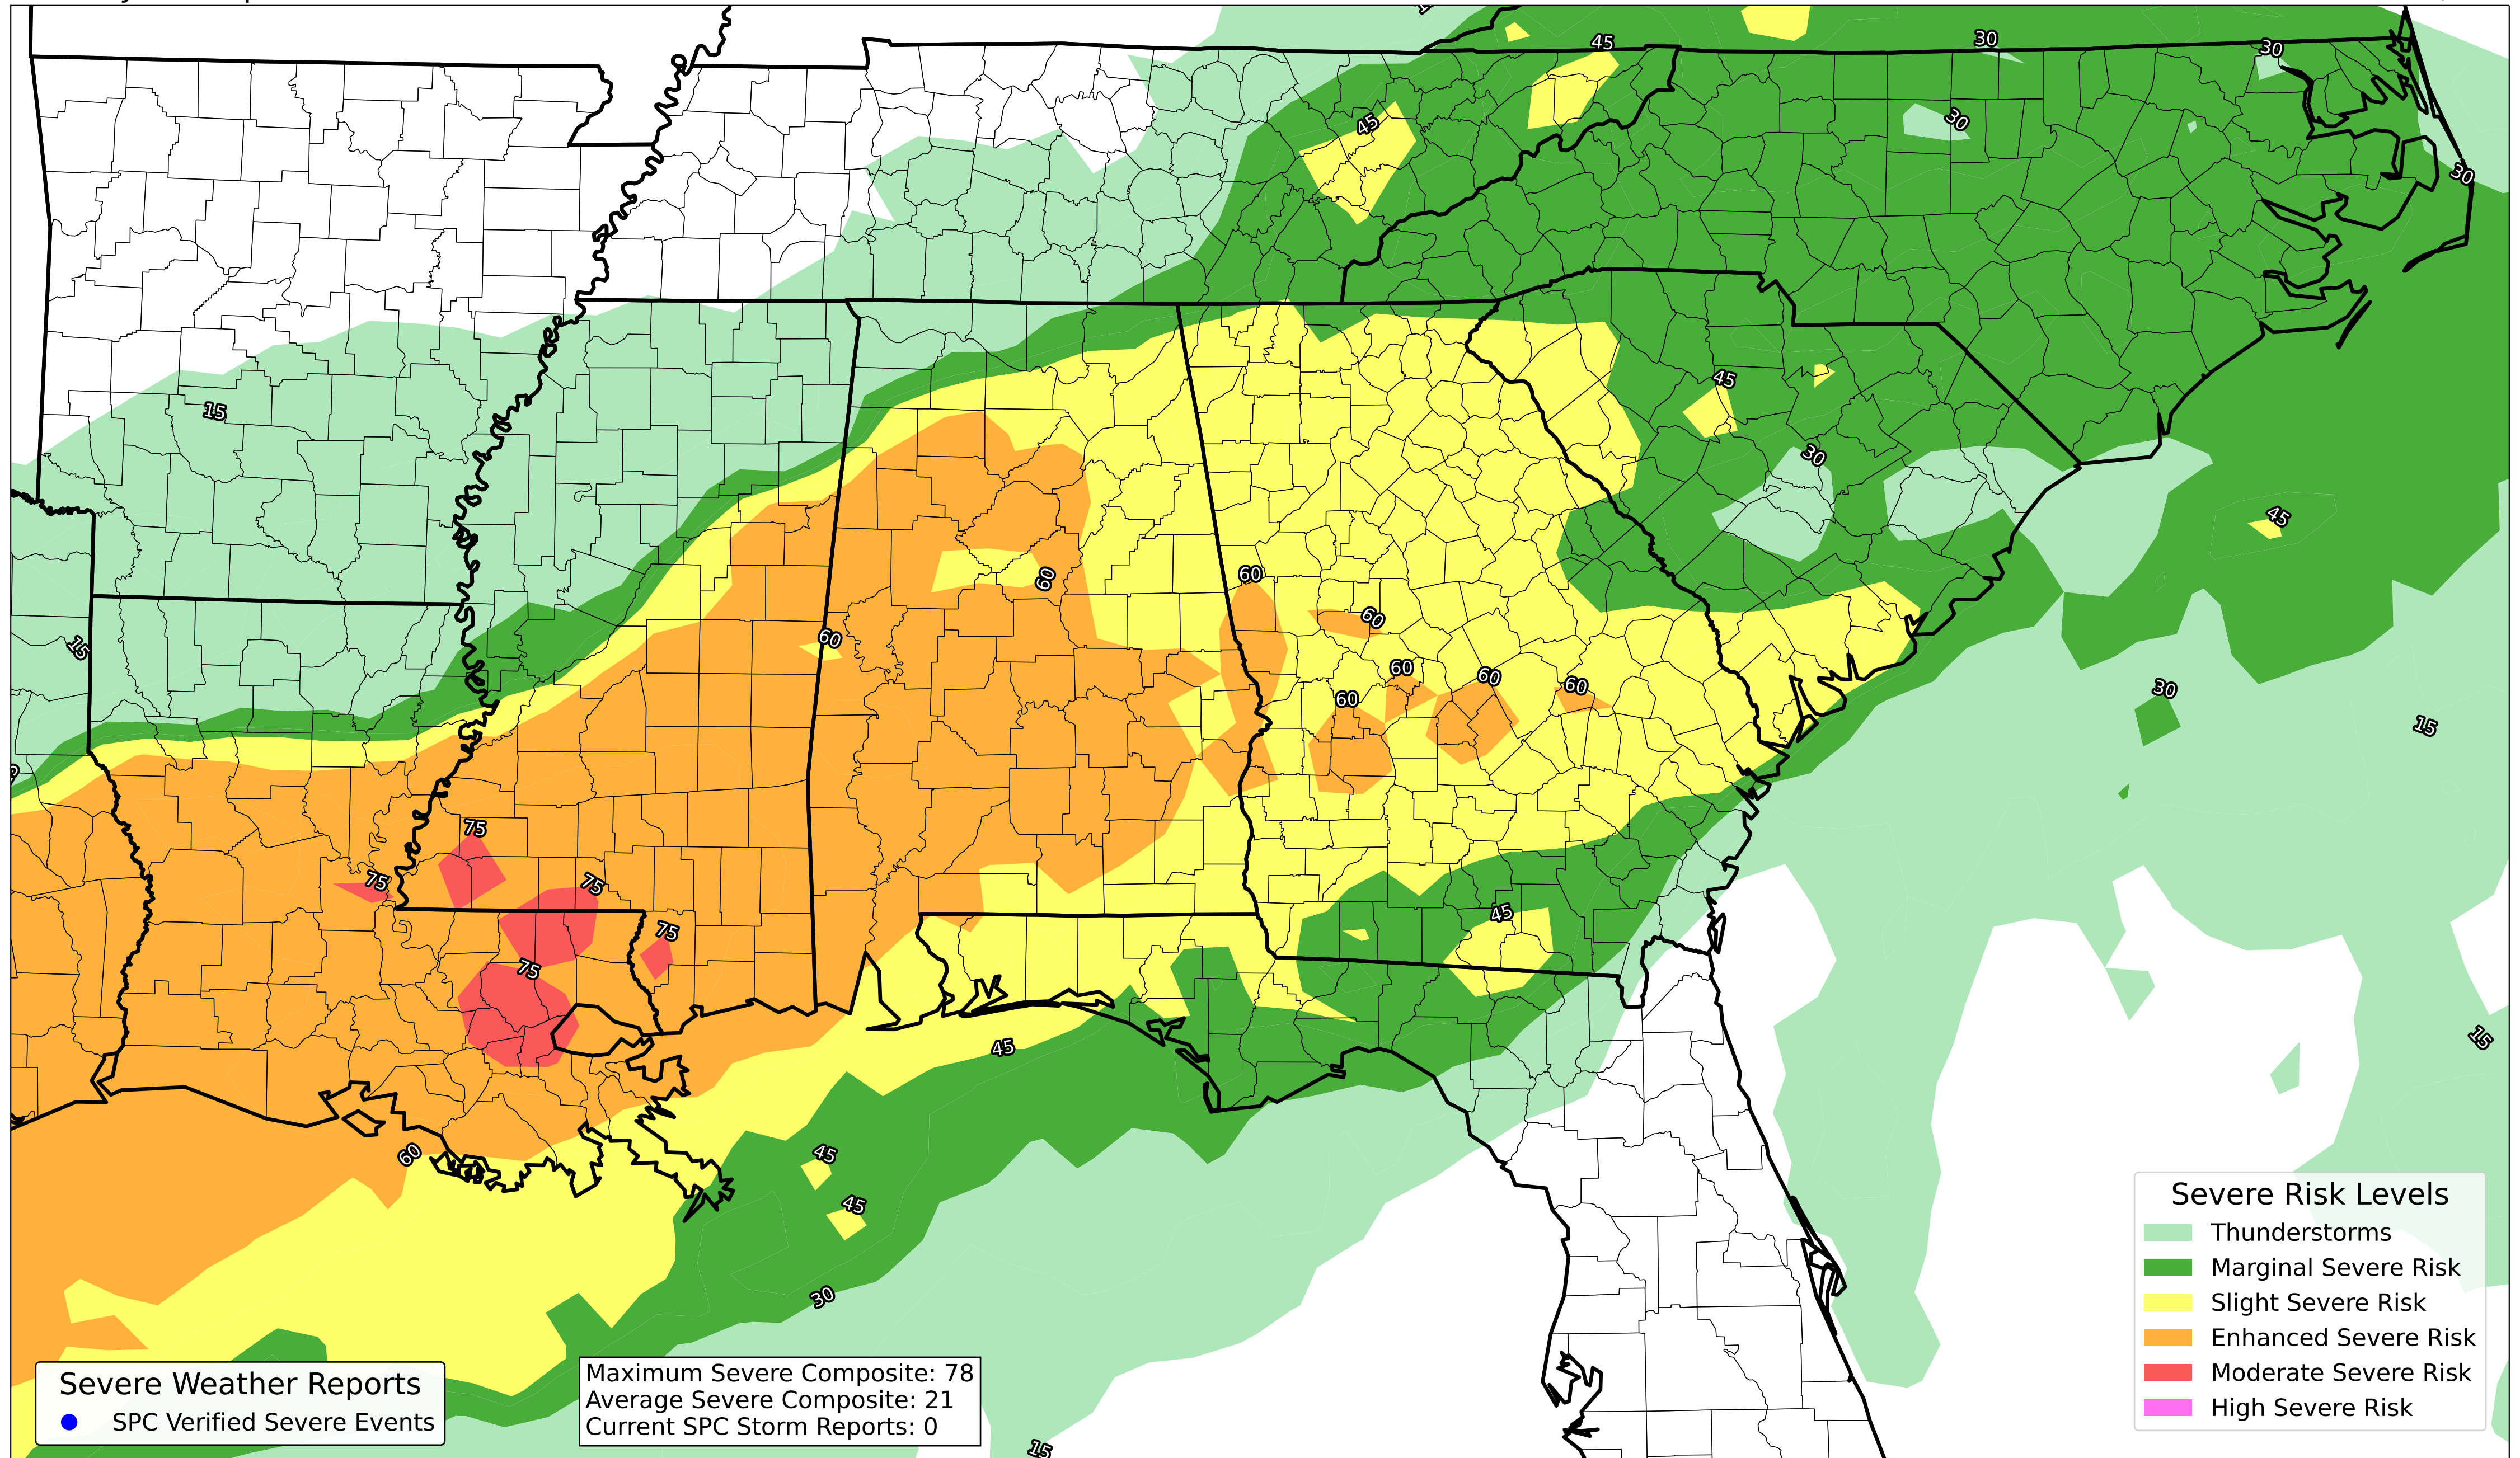 45
30
30
45
30
30
15
45
30
45
60
60
60
15
60
60
60
60
60
30
15
75
75
75
45
75
75
15
45
60
45
45
30
15
Severe Risk Levels
Thunderstorms
Marginal Severe Risk
Slight Severe Risk
Enhanced Severe Risk
Moderate Severe Risk
High Severe Risk
Severe Weather Reports
SPC Verified Severe Events
Maximum Severe Composite: 78
Average Severe Composite: 21
Current SPC Storm Reports: 0